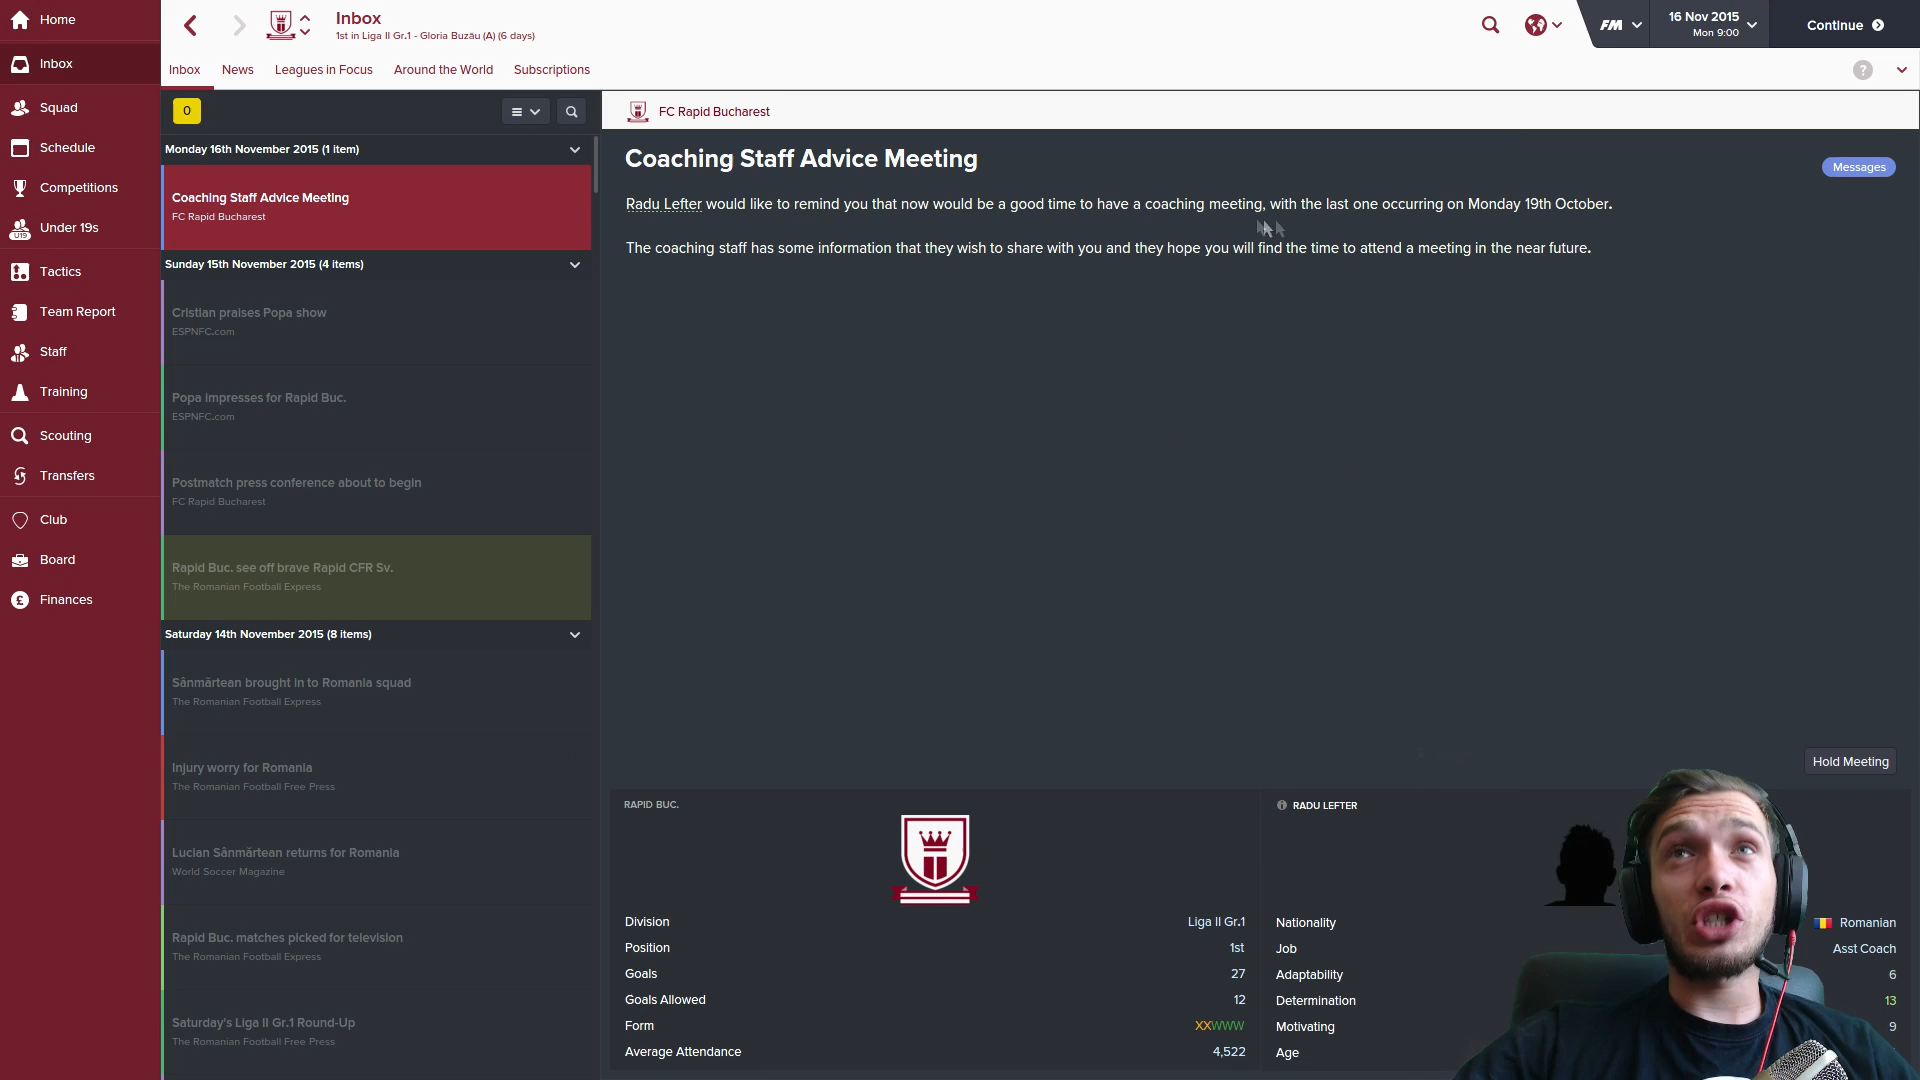 Home
Inbox
Squad
Schedule
Competitions
U19
Under 19s
Tactics
Team Report
Staff
Training
Scouting
Transfers
Club
Board
£
Finances
Inbox
1st in Liga II Gr.1 - Gloria Buzău (A) (6 days)
FM
16 Nov 2015
Mon 9:00
Continue
Inbox
News
Leagues in Focus
Around the World
Subscriptions
?
0
Monday 16th November 2015 (1 item)
Coaching Staff Advice Meeting
FC Rapid Bucharest
Sunday 15th November 2015 (4 items)
Cristian praises Popa show
ESPNFC.com
Popa impresses for Rapid Buc.
ESPNFC.com
Postmatch press conference about to begin
FC Rapid Bucharest
Rapid Buc. see off brave Rapid CFR Sv.
The Romanian Football Express
Saturday 14th November 2015 (8 items)
Sânmărtean brought in to Romania squad
The Romanian Football Express
Injury worry for Romania
The Romanian Football Free Press
Lucian Sânmărtean returns for Romania
World Soccer Magazine
Rapid Buc. matches picked for television
The Romanian Football Express
Saturday's Liga II Gr.1 Round-Up
The Romanian Football Free Press
FC Rapid Bucharest
Coaching Staff Advice Meeting
Messages
Radu Lefter would like to remind you that now would be a good time to have a coaching meeting, with the last one occurring on Monday 19th October.
The coaching staff has some information that they wish to share with you and they hope you will find the time to attend a meeting in the near future.
Hold Meeting
RAPID BUC.
Division Liga II Gr.1
Position 1st
Goals 27
Goals Allowed 12
Form XXWWW
Average Attendance 4,522
RADU LEFTER
Nationality Romanian
Job Asst Coach
Adaptability 6
Determination 13
Motivating 9
Age